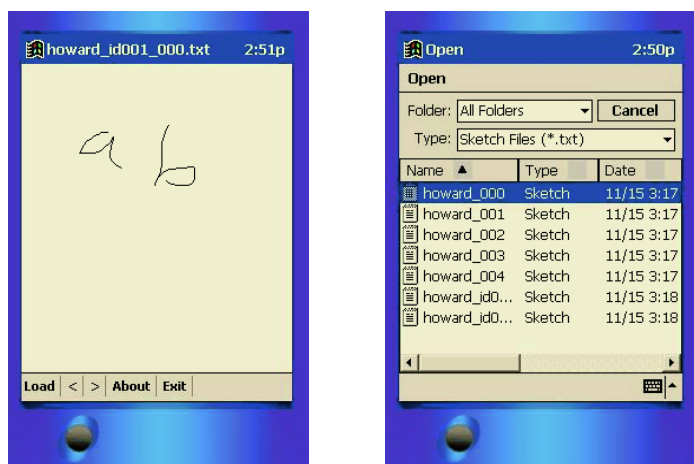 howard_id001_000.txt 2:51p
a b
Load < > About Exit
Open 2:50p
Open
Folder: All Folders Cancel
Type: Sketch Files (*.txt)
Name Type Date
howard_000 Sketch 11/15 3:17
howard_001 Sketch 11/15 3:17
howard_002 Sketch 11/15 3:17
howard_003 Sketch 11/15 3:17
howard_004 Sketch 11/15 3:17
howard_id0... Sketch 11/15 3:18
howard_id0... Sketch 11/15 3:18